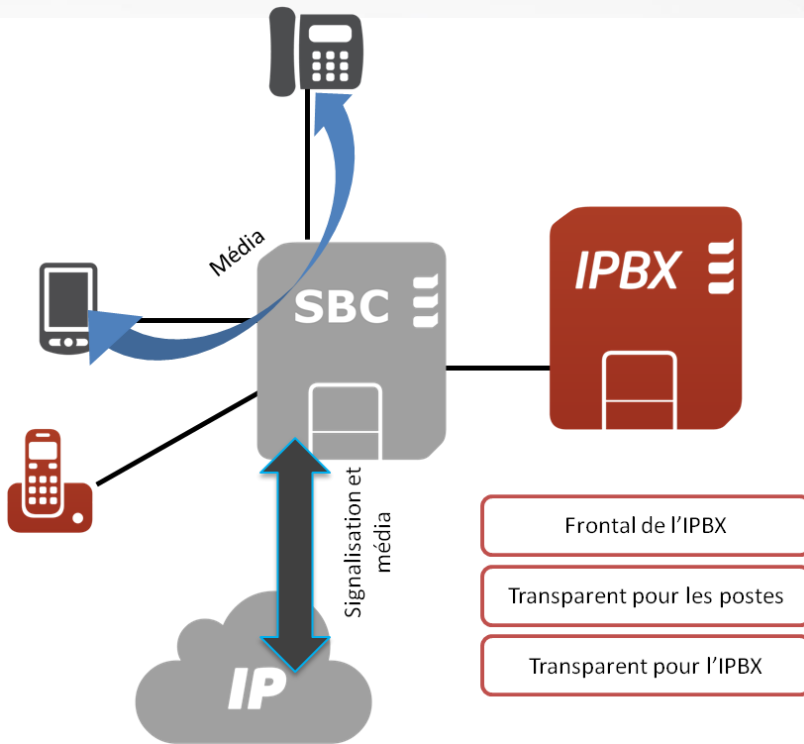 Média
SBC
IPBX
Signalisation et
média
IP
Frontal de l'IPBX
Transparent pour les postes
Transparent pour l'IPBX